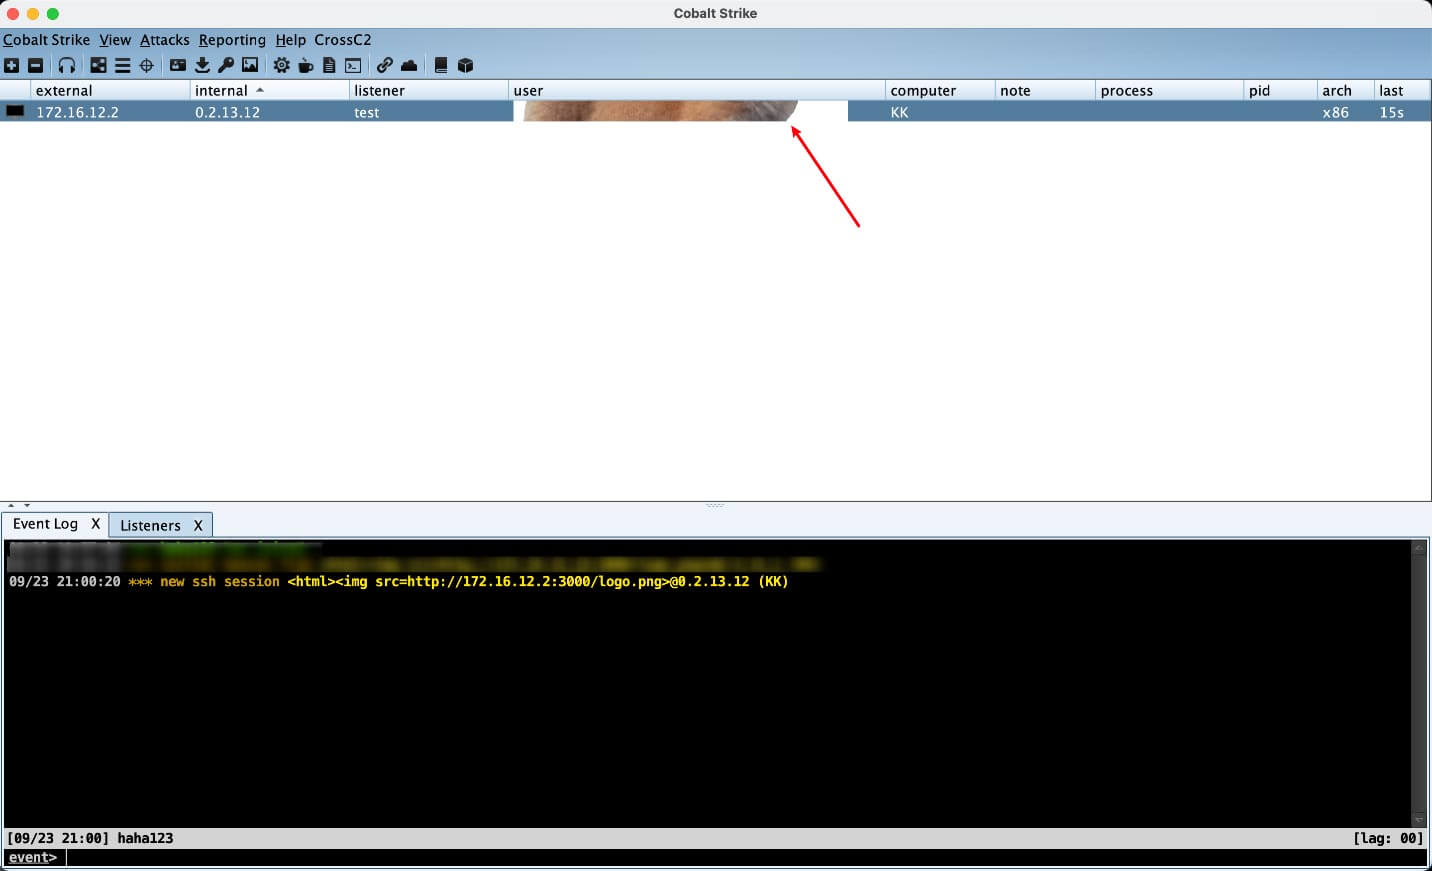 Cobalt Strike
Cobalt Strike View Attacks Reporting Help CrossC2
external internal listener user computer note process pid arch last
172.16.12.2 0.2.13.12 test KK x86 15s
Event Log X Listeners X
09/23 21:00:20 *** new ssh session <html><img src=http://172.16.12.2:3000/logo.png>@0.2.13.12 (KK)
[09/23 21:00] haha123 [lag: 00]
event>